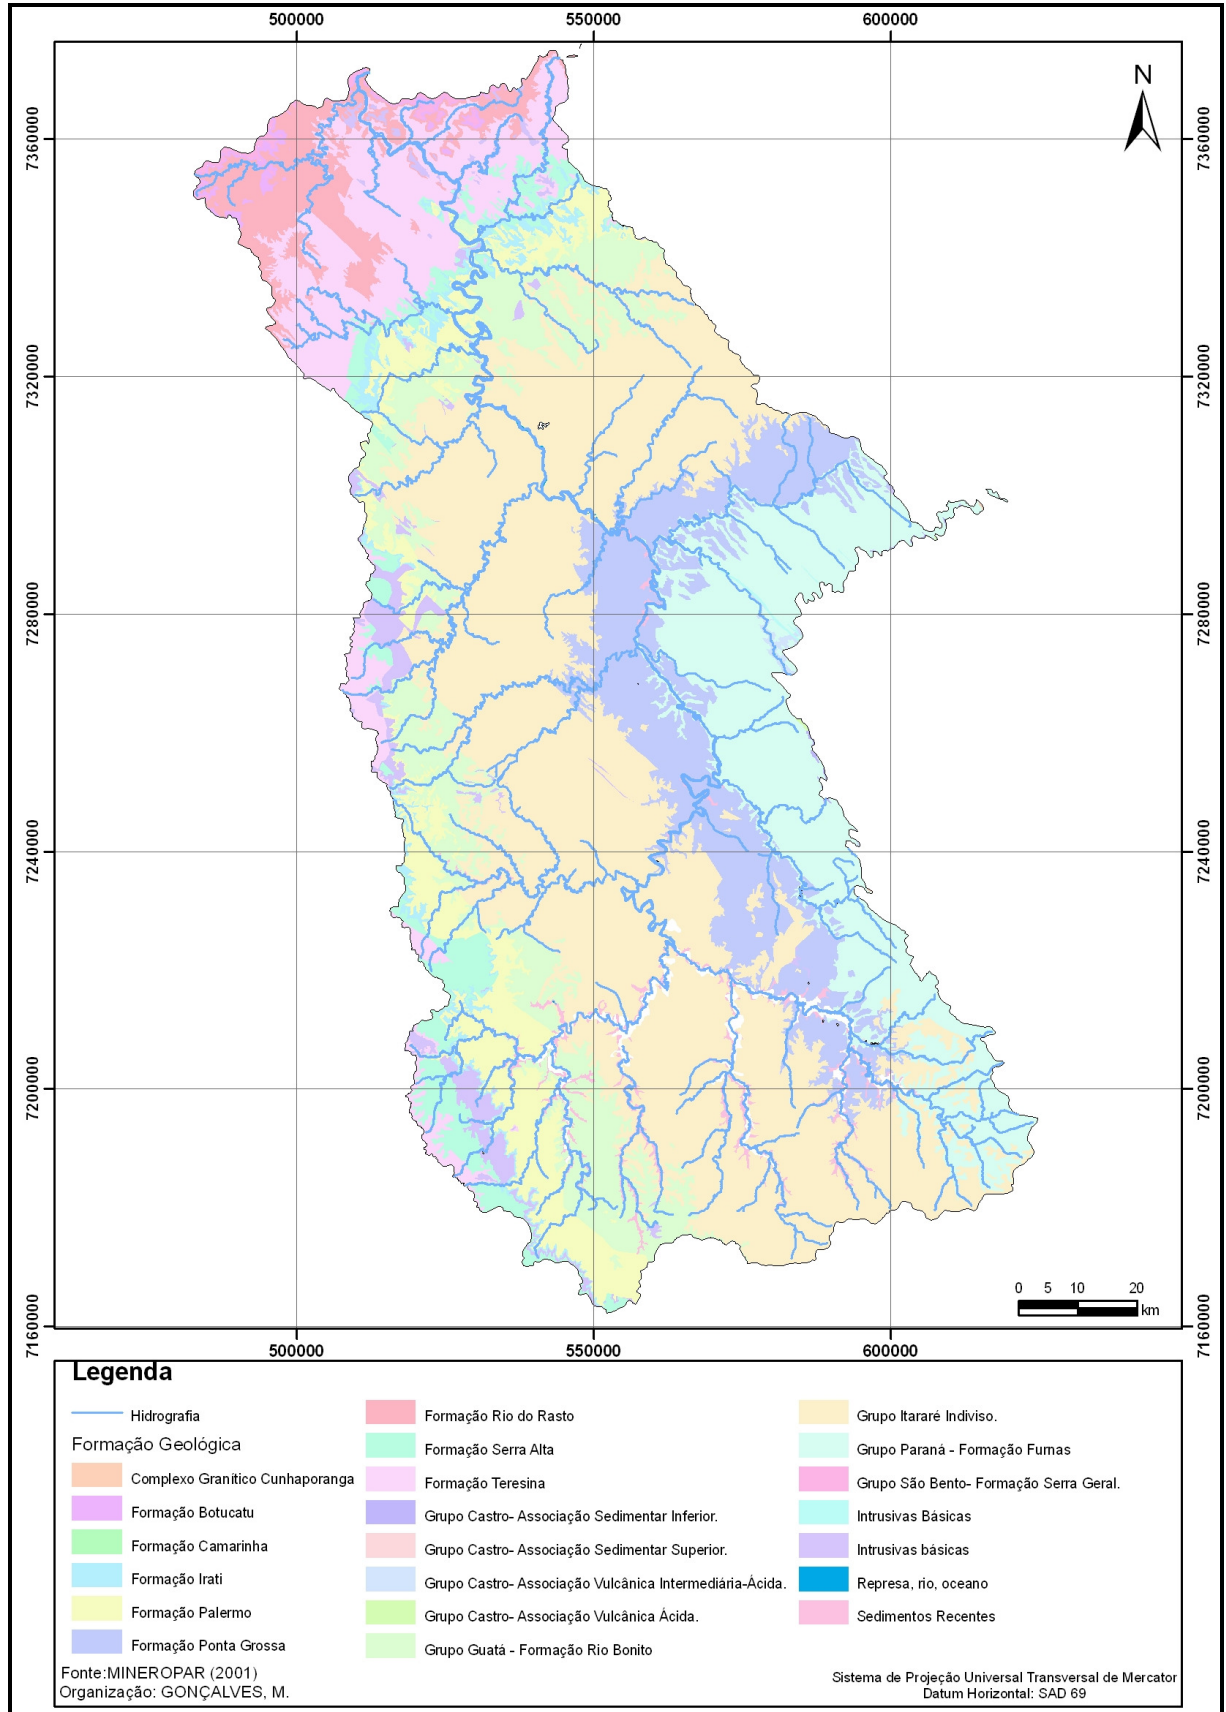 500000 550000 600000
N
7360000 7360000
7320000 7320000
7280000 7280000
7240000 7240000
7200000 7200000
7160000 7160000
0 5 10 20
km
500000 550000 600000
Legenda
Hidrografia
Formação Geológica
Complexo Granítico Cunhaporanga
Formação Botucatu
Formação Camarinha
Formação Irati
Formação Palermo
Formação Ponta Grossa
Formação Rio do Rasto
Formação Serra Alta
Formação Teresina
Grupo Castro- Associação Sedimentar Inferior.
Grupo Castro- Associação Sedimentar Superior.
Grupo Castro- Associação Vulcânica Intermediária-Ácida.
Grupo Castro- Associação Vulcânica Ácida.
Grupo Guatá - Formação Rio Bonito
Grupo Itararé Indiviso.
Grupo Paraná - Formação Furnas
Grupo São Bento- Formação Serra Geral.
Intrusivas Básicas
Intrusivas básicas
Represa, rio, oceano
Sedimentos Recentes
Fonte:MINEROPAR (2001)
Organização: GONÇALVES, M.
Sistema de Projeção Universal Transversal de Mercator
Datum Horizontal: SAD 69